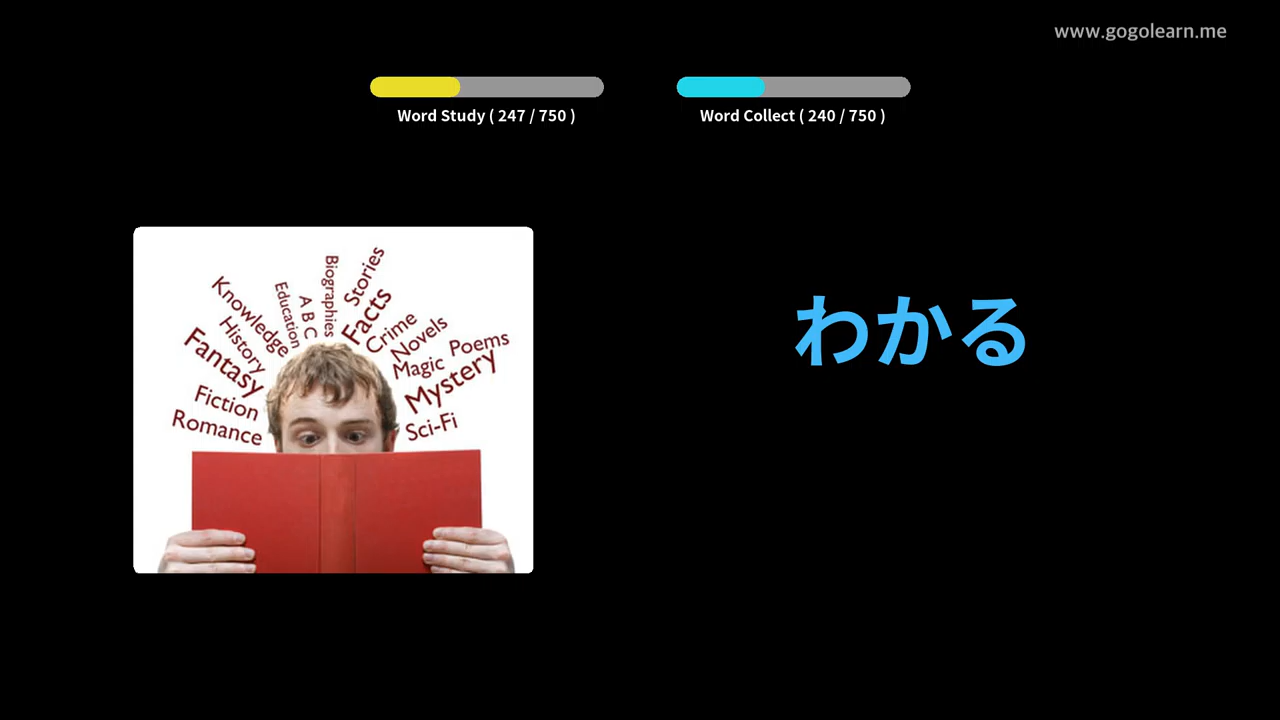 www.gogolearn.me
Word Study ( 247 / 750 )
Word Collect ( 240 / 750 )
わかる
Knowledge
Education
A B C
Biographies
Stories
Facts
Crime
Novels
Poems
Magic
Mystery
Sci-Fi
History
Fantasy
Fiction
Romance